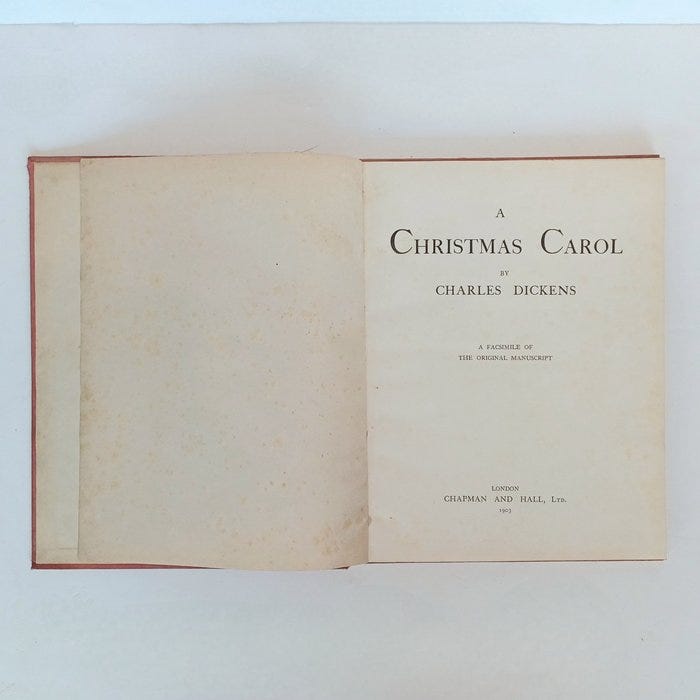 A
CHRISTMAS CAROL
BY
CHARLES DICKENS
A FACSIMILE OF
THE ORIGINAL MANUSCRIPT
LONDON
CHAPMAN AND HALL, LTD.
1903